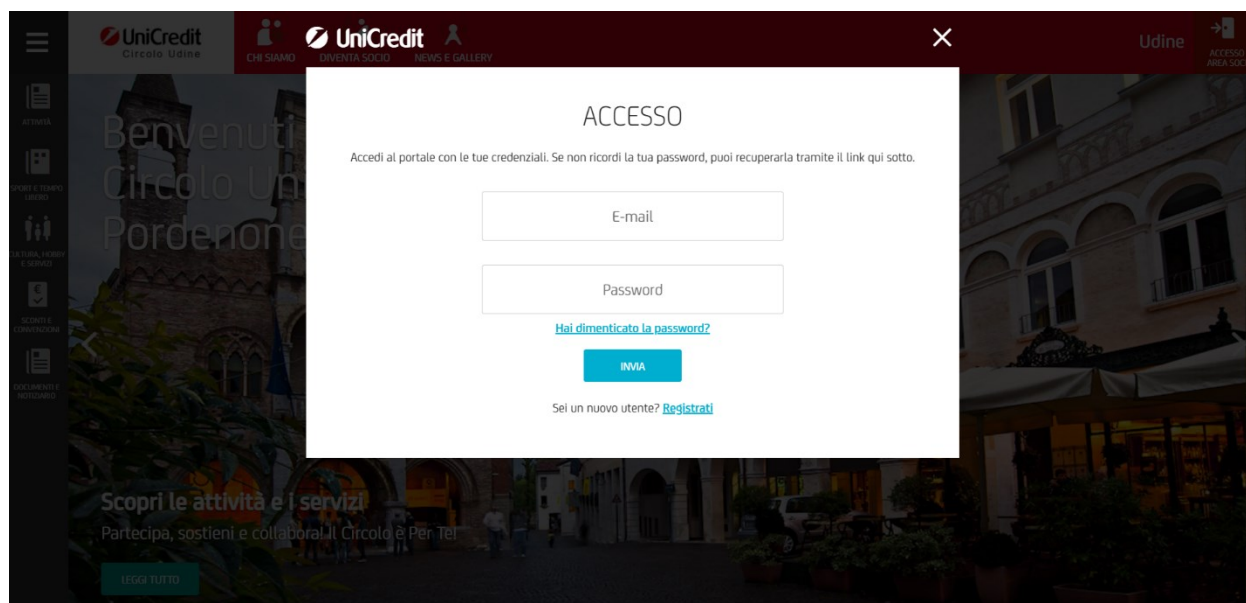 UniCredit
Circolo Udine
CHI SIAMO
DIVENTA SOCIO
NEWS E GALLERY
UniCredit
Udine
ACCESSO
AREA SOCI
ATTIVITÀ
SPORT E TEMPO
LIBERO
CULTURA, HOBBY
E SERVIZI
SCONTI E
CONVENZIONI
DOCUMENTI E
NOTIZIARIO
Benvenuti
Circolo Un
Pordenone
ACCESSO
Accedi al portale con le tue credenziali. Se non ricordi la tua password, puoi recuperarla tramite il link qui sotto.
E-mail
Password
Hai dimenticato la password?
INVIA
Sei un nuovo utente? Registrati
Scopri le attività e i servizi
Partecipa, sostieni e collabora! Il Circolo è Per Te!
LEGGI TUTTO